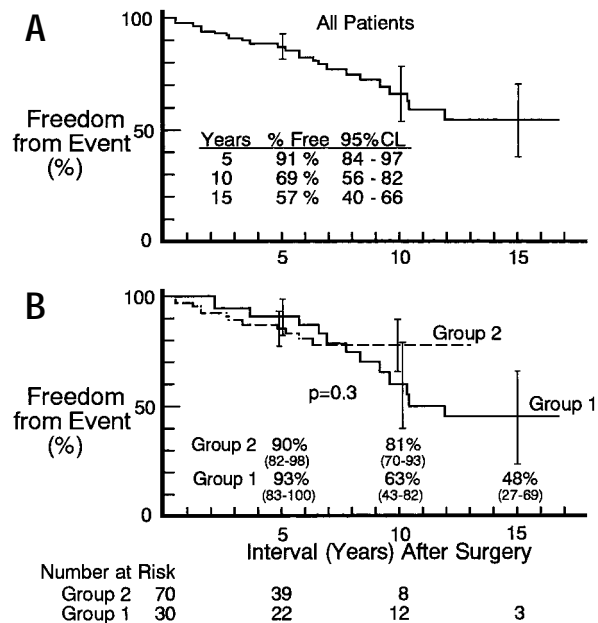 A
All Patients
100
Freedom
from Event
(%)
50
Years % Free 95%CL
5 91 % 84 - 97
10 69 % 56 - 82
15 57 % 40 - 66
0
5 10 15
B
100
Group 2
Freedom
from Event
(%)
p=0.3
50
Group 1
Group 2 90% 81%
(82-98) (70-93)
Group 1 93% 63% 48%
(83-100) (43-82) (27-69)
0
5 10 15
Interval (Years) After Surgery
Number at Risk
Group 2 70 39 8
Group 1 30 22 12 3